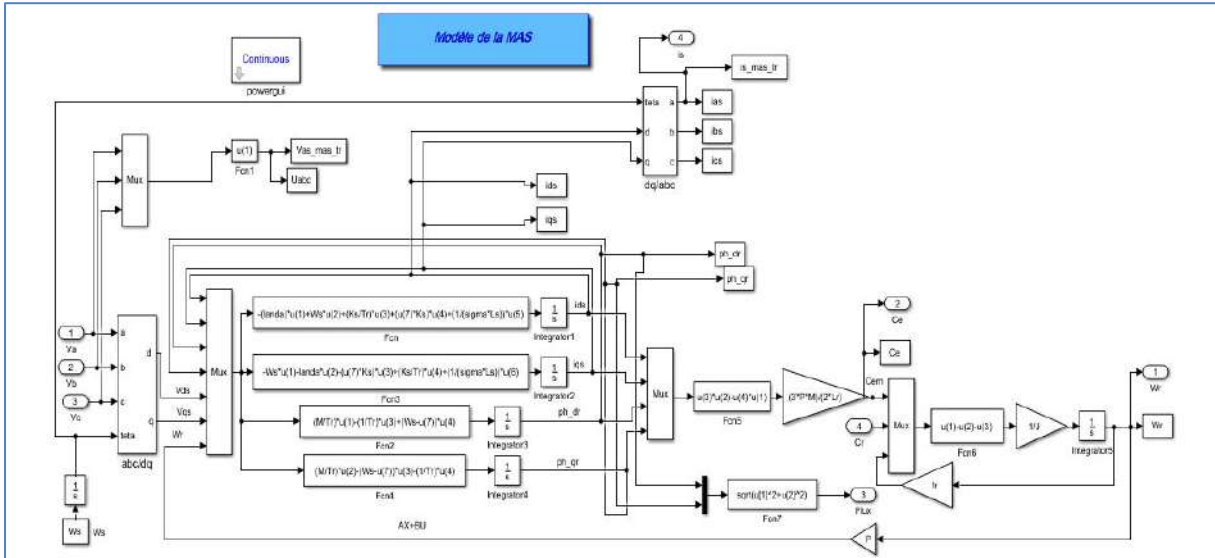 Modèle de la MAS
Continuous
powergui
4
is
is_mas_tr
teta
a
d
b
q
c
dq/abc
ias
ibs
ics
Mux
u(1)
Fcn1
Vas_mas_tr
Uabc
ids
iqs
ph_dr
ph_qr
1
Va
2
Vb
3
Vc
a
b
c
teta
d
q
abc/dq
Vds
Vqs
Wr
Mux
-(landa)*u(1)+Ws*u(2)+(Ks/Tr)*u(3)+(u(7)*Ks)*u(4)+(1/(sigma*Ls))*u(5)
Fcn
1
s
Integrator1
ids
-Ws*u(1)-landa*u(2)-(u(7)*Ks)*u(3)+(Ks/Tr)*u(4)+(1/(sigma*Ls))*u(6)
Fcn3
1
s
Integrator2
iqs
(M/Tr)*u(1)-(1/Tr)*u(3)+(Ws-u(7))*u(4)
Fcn2
1
s
Integrator3
ph_dr
(M/Tr)*u(2)-(Ws-u(7))*u(3)-(1/Tr)*u(4)
Fcn4
1
s
Integrator4
ph_qr
Mux
u(3)*u(2)-u(4)*u(1)
Fcn5
(3*P*M)/(2*Lr)
Cem
2
Ce
Ce
4
Cr
Mux
u(1)-u(2)-u(3)
Fcn6
1/J
1
s
Integrator5
1
Wr
Wr
fr
sqrt(u(1)^2+u(2)^2)
Fcn7
3
Flux
P
1
s
Ws
Ws
AX+BU